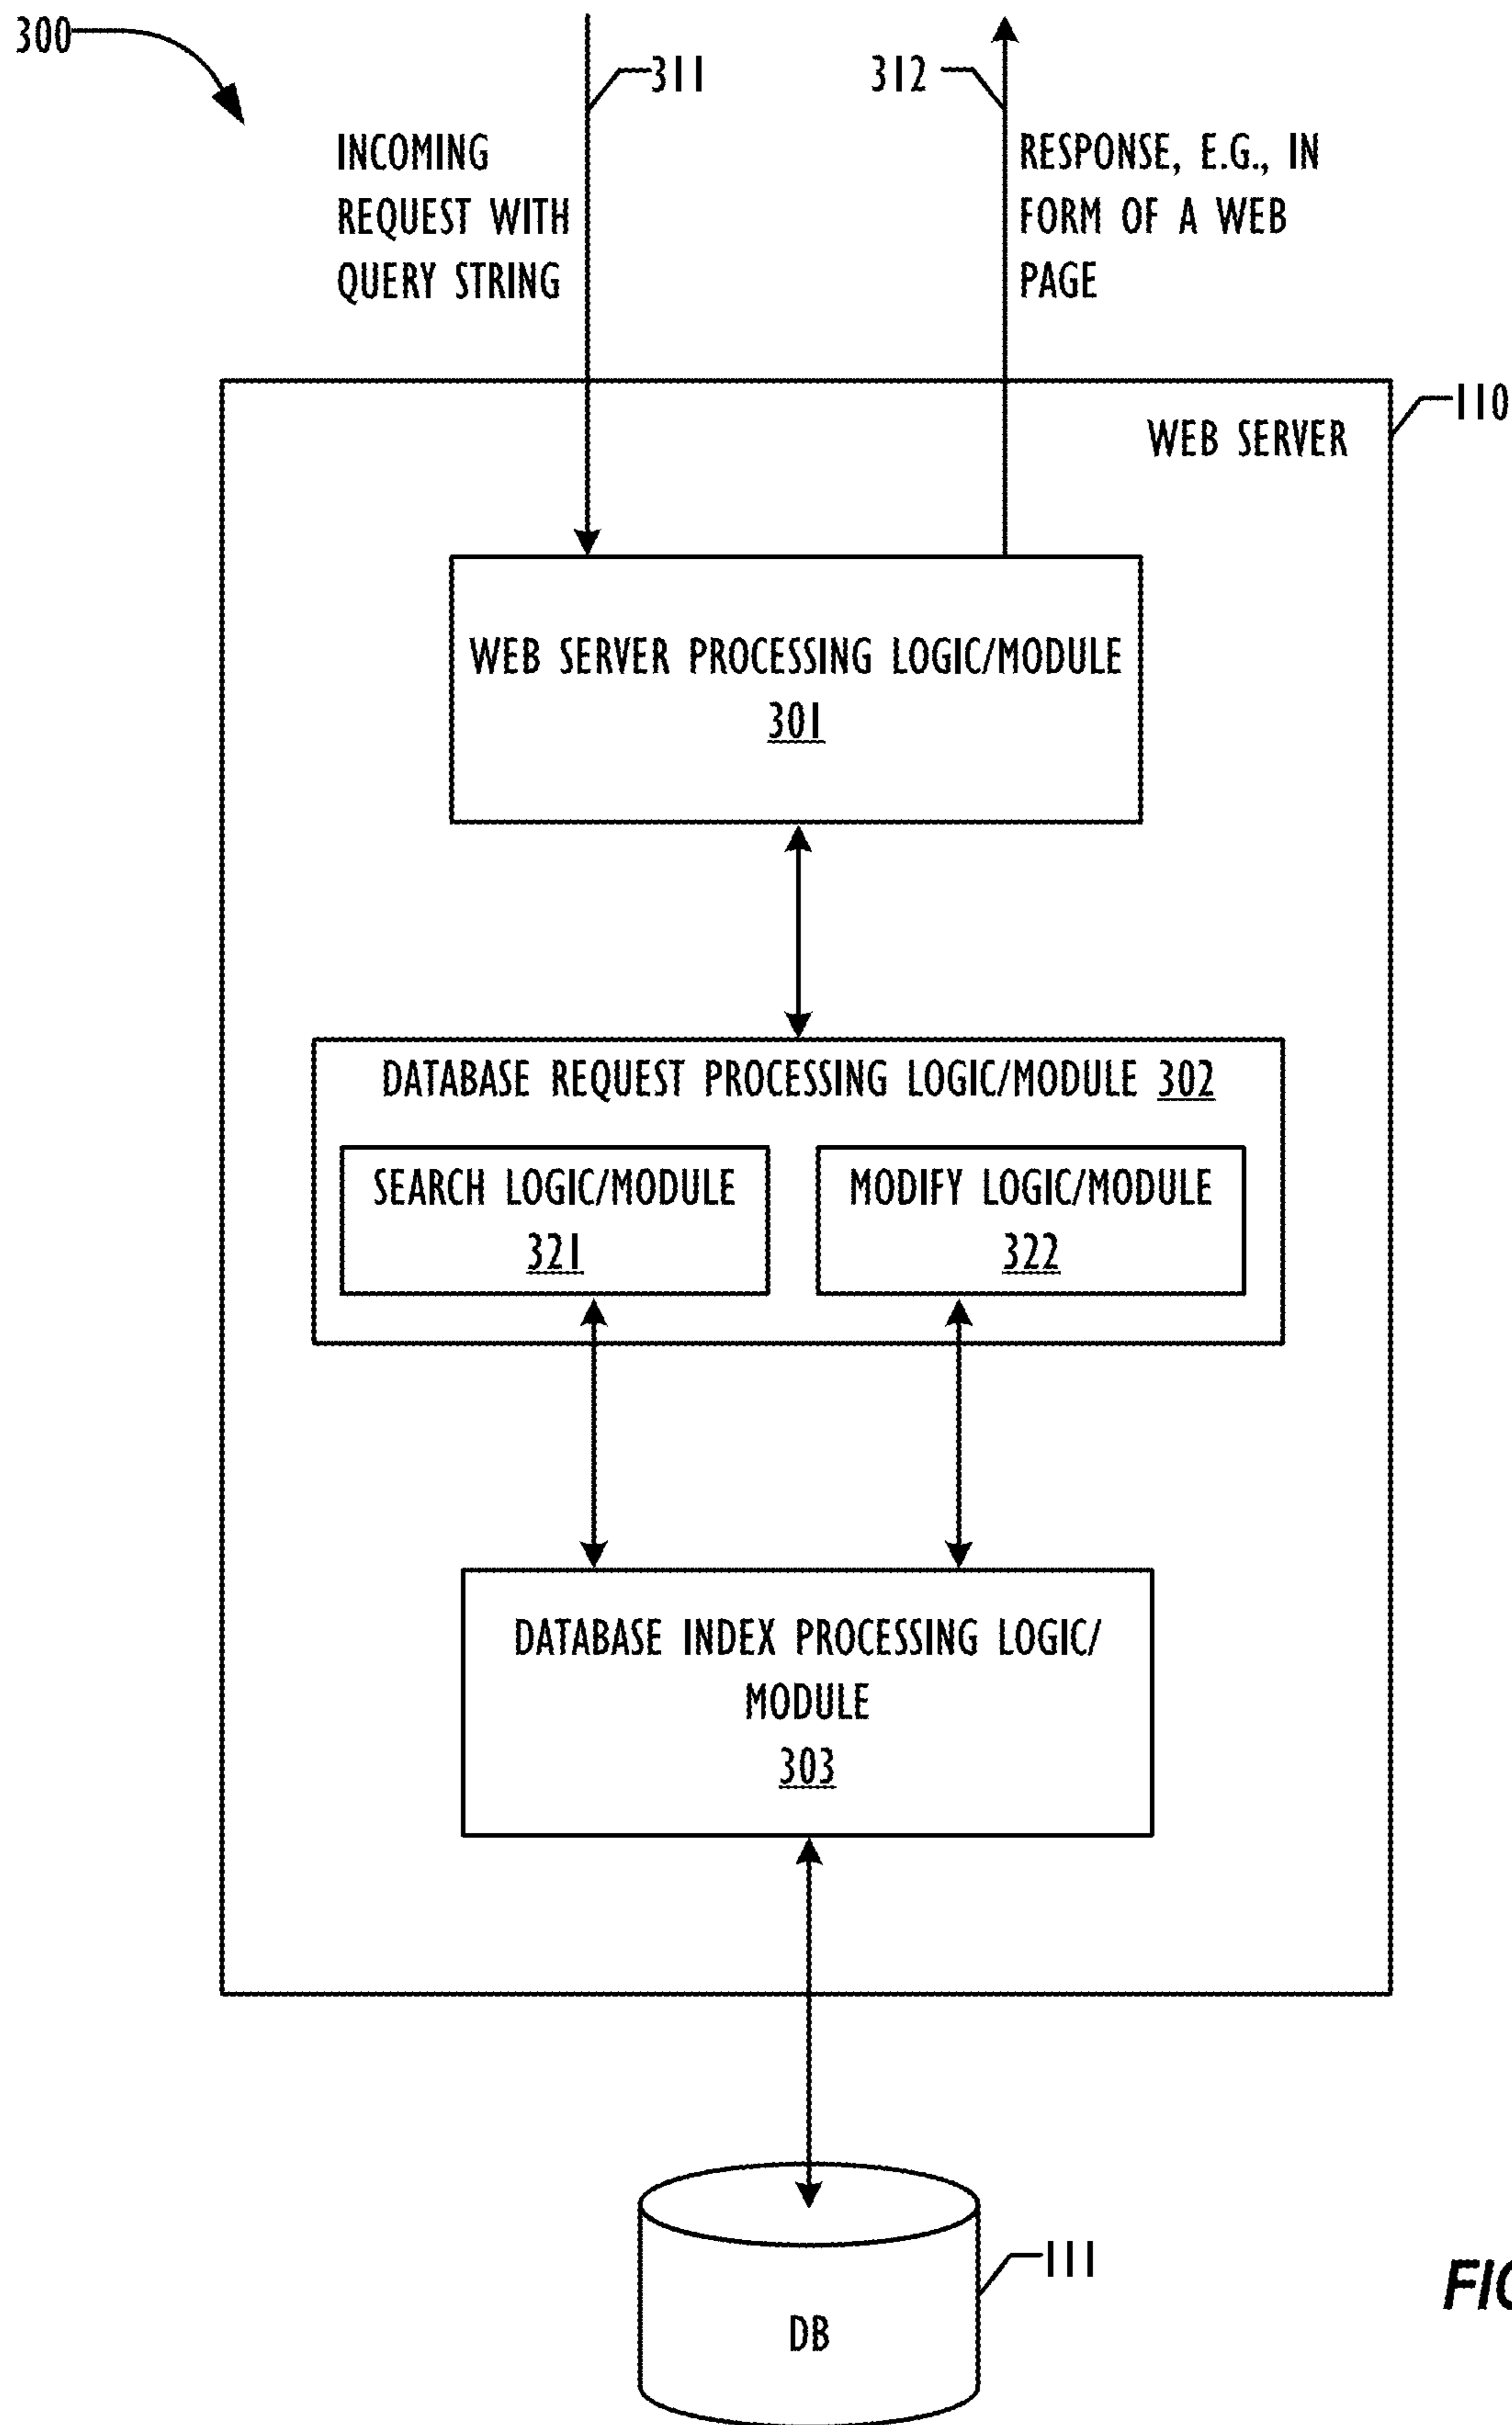 300
311
312
INCOMING
REQUEST WITH
QUERY STRING
RESPONSE, E.G., IN
FORM OF A WEB
PAGE
110
WEB SERVER
WEB SERVER PROCESSING LOGIC/MODULE
301
DATABASE REQUEST PROCESSING LOGIC/MODULE 302
SEARCH LOGIC/MODULE
321
MODIFY LOGIC/MODULE
322
DATABASE INDEX PROCESSING LOGIC/
MODULE
303
111
DB